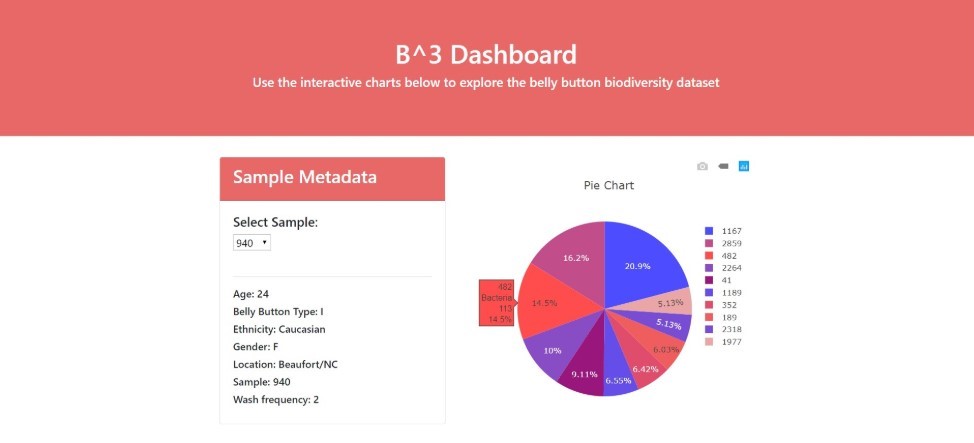 B^3 Dashboard
Use the interactive charts below to explore the belly button biodiversity dataset
Sample Metadata
Select Sample:
940
Age: 24
Belly Button Type: I
Ethnicity: Caucasian
Gender: F
Location: Beaufort/NC
Sample: 940
Wash frequency: 2
Pie Chart
20.9%
16.2%
14.5%
10%
9.11%
6.55%
6.42%
6.03%
5.13%
5.13%
482
Bacteria
113
14.5%
1167
2859
482
2264
41
1189
352
189
2318
1977